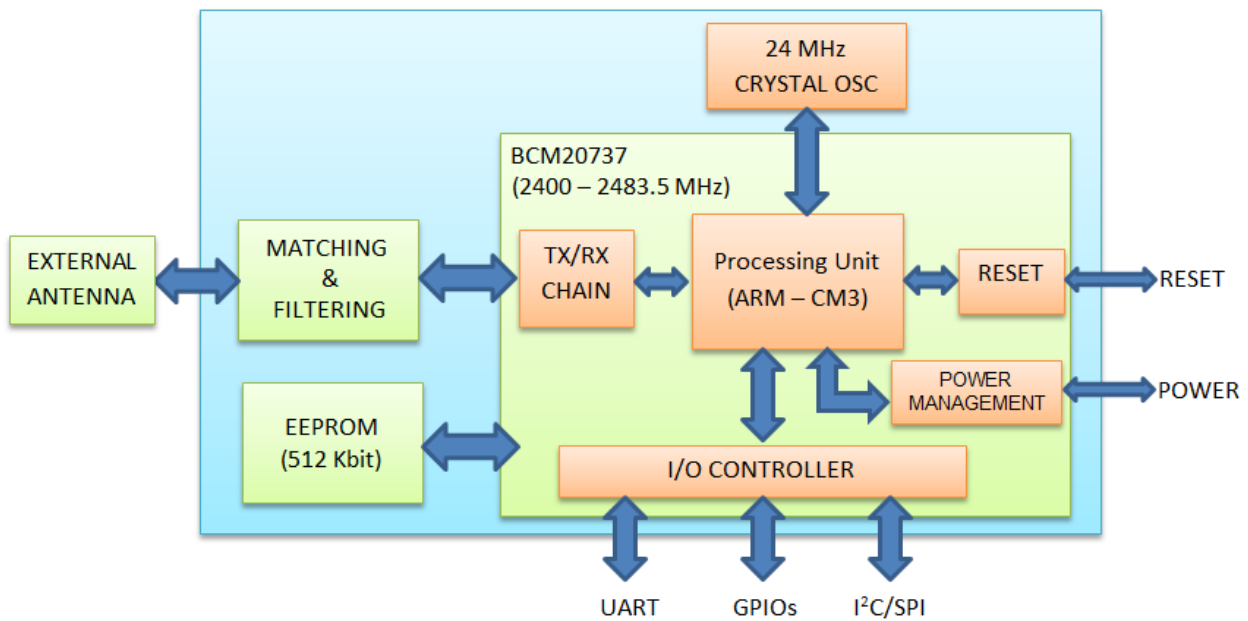 24 MHz
CRYSTAL OSC
BCM20737
(2400 – 2483.5 MHz)
EXTERNAL
ANTENNA
MATCHING
&
FILTERING
TX/RX
CHAIN
Processing Unit
(ARM – CM3)
RESET
RESET
POWER
MANAGEMENT
POWER
EEPROM
(512 Kbit)
I/O CONTROLLER
UART
GPIOs
I²C/SPI